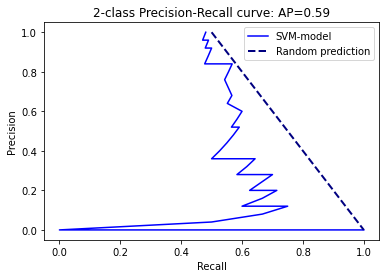 2-class Precision-Recall curve: AP=0.59
SVM-model
Random prediction
Precision
1.0
0.8
0.6
0.4
0.2
0.0
0.0 0.2 0.4 0.6 0.8 1.0
Recall